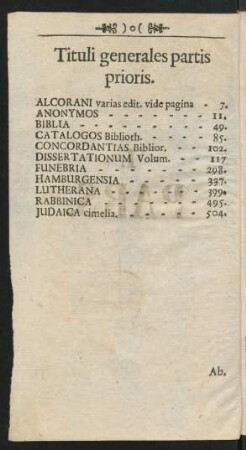 )o(
Tituli generales partis
prioris.
ALCORANI varias edit. vide pagina - 7.
ANONYMOS - - - - - - - 11.
BIBLIA - - - - - - - - 49.
CATALOGOS Biblioth. - - - - 85.
CONCORDANTIAS Biblior. - - - 102.
DISSERTATIONUM Volum. - - - 117
FUNEBRIA - - - - - - - 298.
HAMBURGENSIA - - - - - 337.
LUTHERANA - - - - - - 399.
RABBINICA - - - - - - 495.
JUDAICA cimelia. - - - - - 504.
Ab.